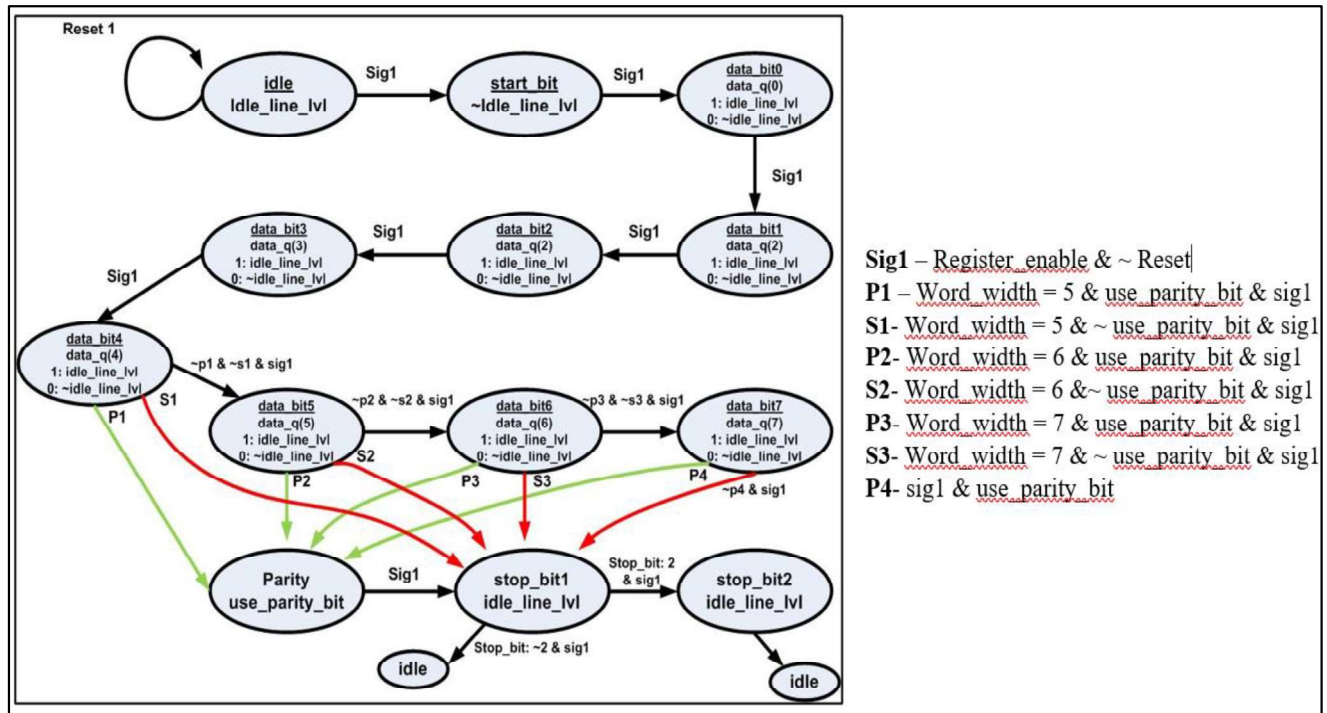 Reset 1
idle
Idle_line_lvl
Sig1
start_bit
~Idle_line_lvl
Sig1
data_bit0
data_q(0)
1: idle_line_lvl
0: ~idle_line_lvl
Sig1
data_bit3
data_q(3)
1: idle_line_lvl
0: ~idle_line_lvl
Sig1
data_bit2
data_q(2)
1: idle_line_lvl
0: ~idle_line_lvl
Sig1
data_bit1
data_q(2)
1: idle_line_lvl
0: ~idle_line_lvl
Sig1
data_bit4
data_q(4)
1: idle_line_lvl
0: ~idle_line_lvl
P1
S1
~p1 & ~s1 & sig1
data_bit5
data_q(5)
1: idle_line_lvl
0: ~idle_line_lvl
P2
S2
~p2 & ~s2 & sig1
data_bit6
data_q(6)
1: idle_line_lvl
0: ~idle_line_lvl
P3
S3
~p3 & ~s3 & sig1
data_bit7
data_q(7)
1: idle_line_lvl
0: ~idle_line_lvl
P4
~p4 & sig1
Parity
use_parity_bit
Sig1
stop_bit1
idle_line_lvl
Stop_bit: 2
& sig1
stop_bit2
idle_line_lvl
Stop_bit: ~2 & sig1
idle
idle
Sig1 – Register_enable & ~ Reset
P1 – Word_width = 5 & use_parity_bit & sig1
S1- Word_width = 5 & ~ use_parity_bit & sig1
P2- Word_width = 6 & use_parity_bit & sig1
S2- Word_width = 6 &~ use_parity_bit & sig1
P3- Word_width = 7 & use_parity_bit & sig1
S3- Word_width = 7 & ~ use_parity_bit & sig1
P4- sig1 & use_parity_bit